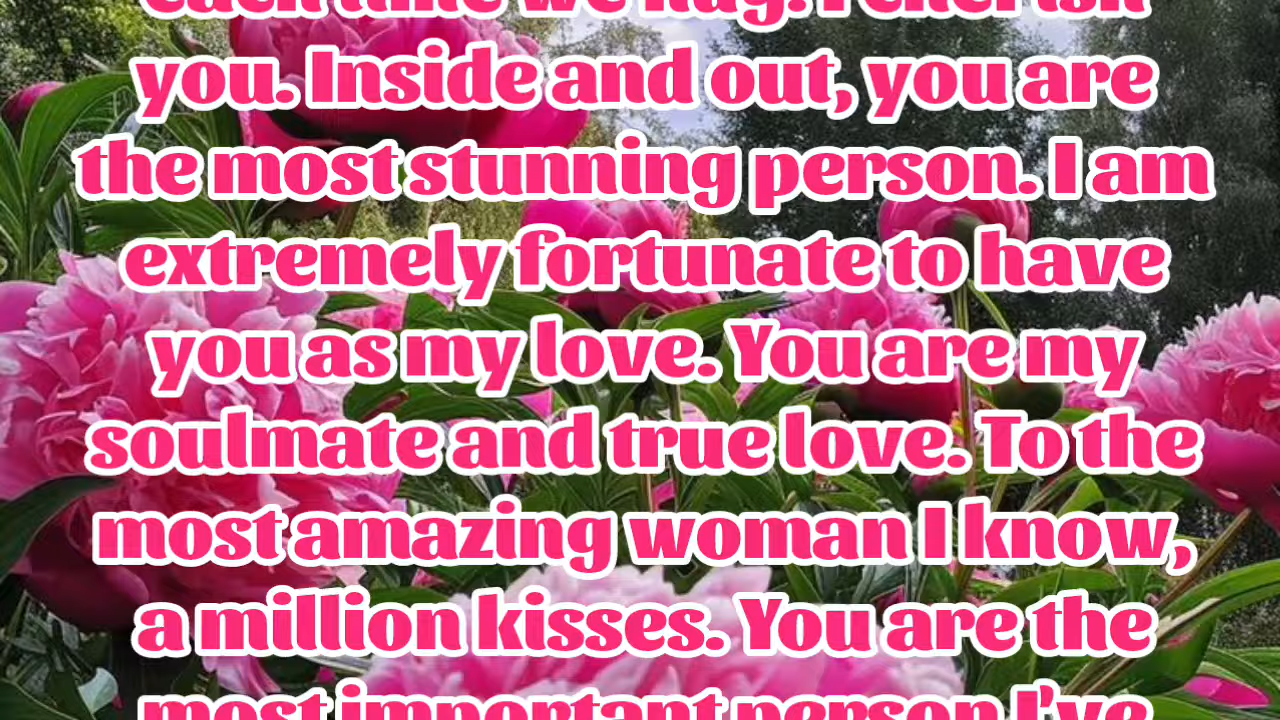 each time we hug. I cherish
you. Inside and out, you are
the most stunning person. I am
extremely fortunate to have
you as my love. You are my
soulmate and true love. To the
most amazing woman I know,
a million kisses. You are the
most important person I've